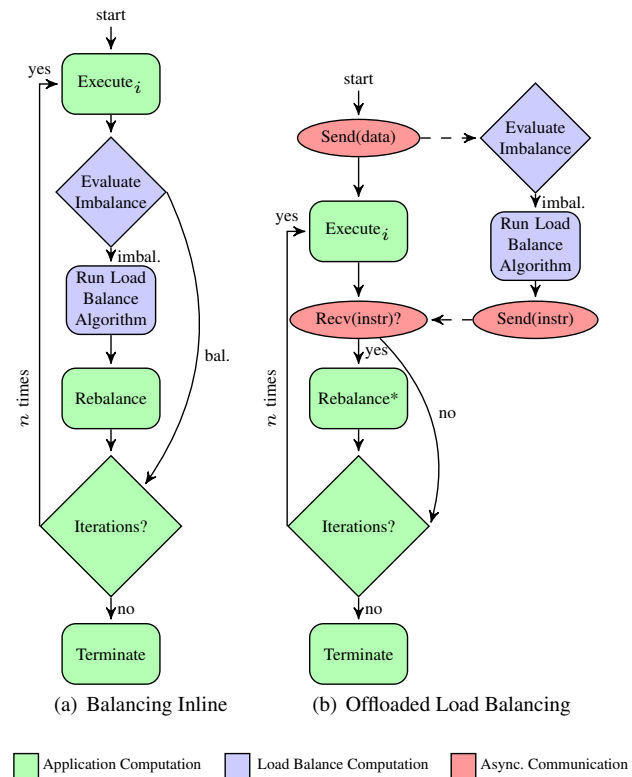 start
yes
Execute i
Evaluate
Imbalance
imbal.
Run Load
Balance
Algorithm
bal.
Rebalance
n times
Iterations?
no
Terminate
(a) Balancing Inline
start
Send(data)
Evaluate
Imbalance
yes
Execute i
imbal.
Run Load
Balance
Algorithm
Recv(instr)?
Send(instr)
yes
Rebalance*
no
n times
Iterations?
no
Terminate
(b) Offloaded Load Balancing
Application Computation
Load Balance Computation
Async. Communication